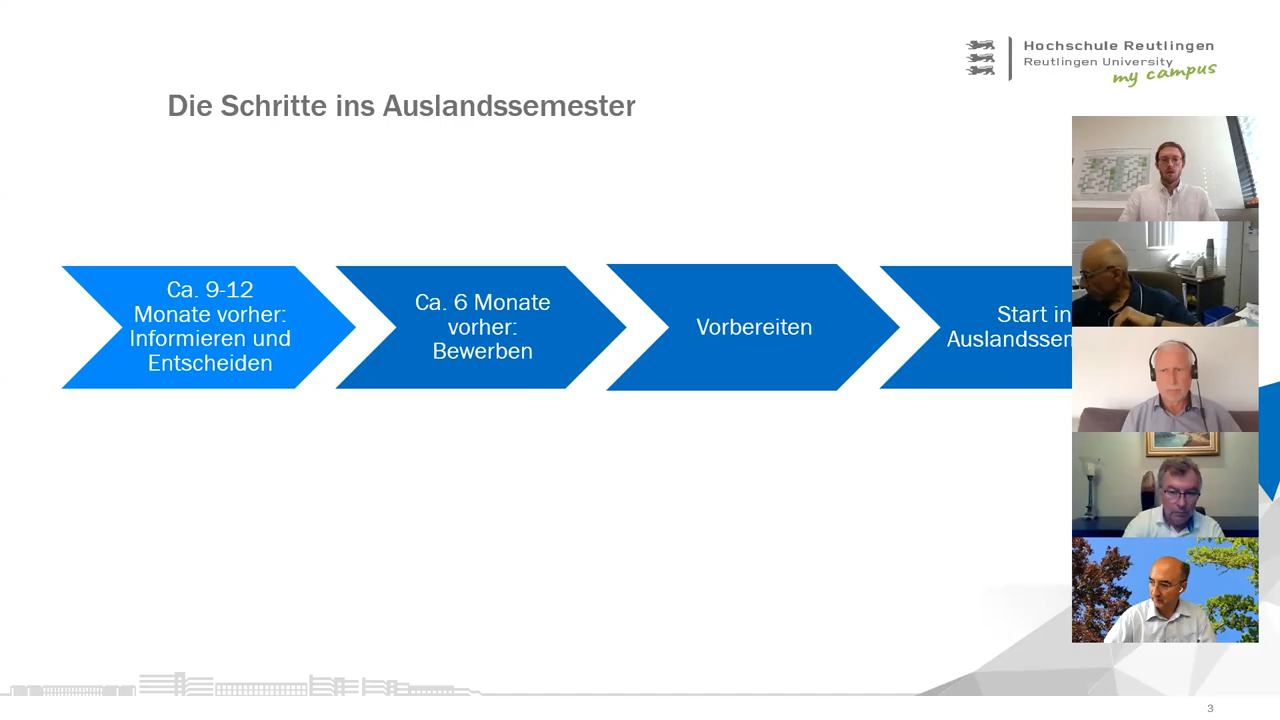 Hochschule Reutlingen
Reutlingen University
my campus
Die Schritte ins Auslandssemester
Ca. 9-12
Monate vorher:
Informieren und
Entscheiden
Ca. 6 Monate
vorher:
Bewerben
Vorbereiten
Start in
Auslandssem
3